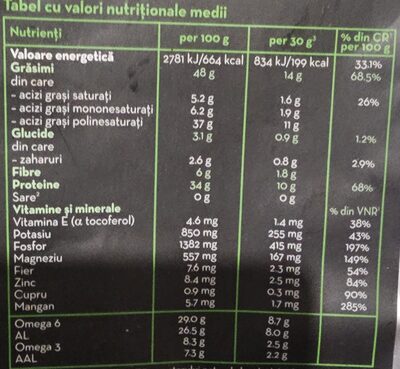 Tabel cu valori nutriționale medii
Nutrienți per 100 g per 30 g³ % din CR¹ per 100 g
Valoare energetică 2781 kJ/664 kcal 834 kJ/199 kcal 33.1%
Grăsimi 48 g 14 g 68.5%
din care
- acizi grași saturați 5.2 g 1.6 g 26%
- acizi grași mononesaturați 6.2 g 1.9 g
- acizi grași polinesaturați 37 g 11 g
Glucide 3.1 g 0.9 g 1.2%
din care
- zaharuri 2.6 g 0.8 g 2.9%
Fibre 6 g 1.8 g
Proteine 34 g 10 g 68%
Sare² 0 g 0 g
Vitamine și minerale % din VNR¹
Vitamina E (α tocoferol) 4.6 mg 1.4 mg 38%
Potasiu 850 mg 255 mg 43%
Fosfor 1382 mg 415 mg 197%
Magneziu 557 mg 167 mg 149%
Fier 7.6 mg 2.3 mg 54%
Zinc 8.4 mg 2.5 mg 84%
Cupru 0.9 mg 0.3 mg 90%
Mangan 5.7 mg 1.7 mg 285%
Omega 6 29.0 g 8.7 g
AL 26.5 g 8.0 g
Omega 3 8.3 g 2.5 g
AAL 7.3 g 2.2 g